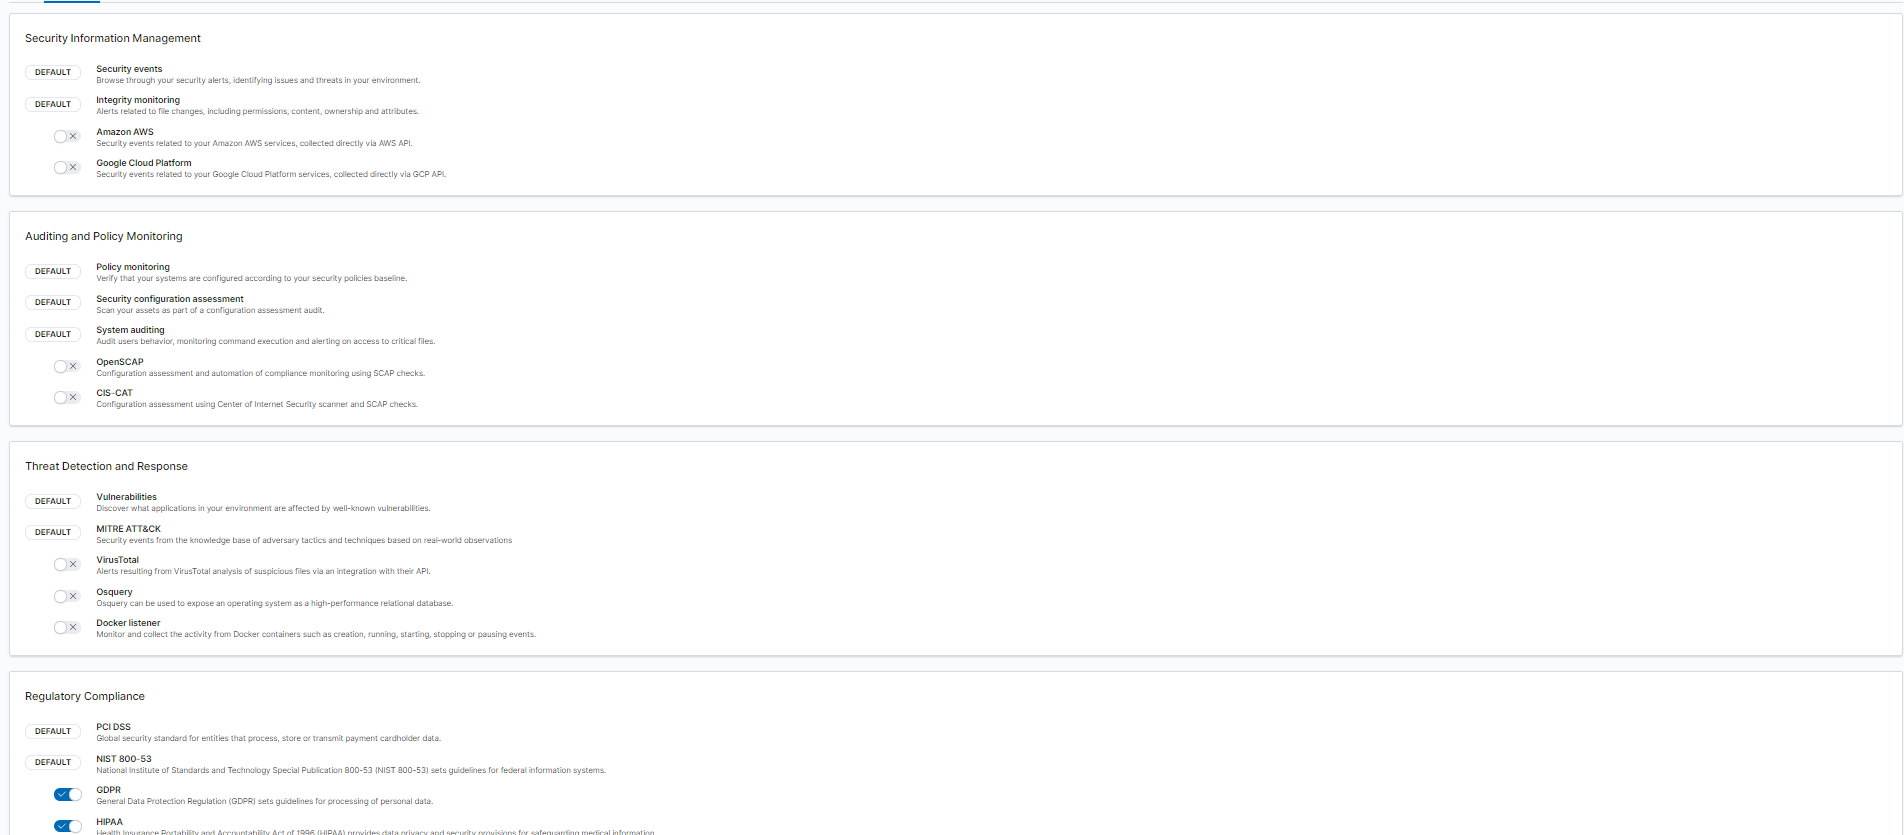 Security Information Management
DEFAULT
Security events
Browse through your security alerts, identifying issues and threats in your environment.
DEFAULT
Integrity monitoring
Alerts related to file changes, including permissions, content, ownership and attributes.
Amazon AWS
Security events related to your Amazon AWS services, collected directly via AWS API.
Google Cloud Platform
Security events related to your Google Cloud Platform services, collected directly via GCP API.
Auditing and Policy Monitoring
DEFAULT
Policy monitoring
Verify that your systems are configured according to your security policies baseline.
DEFAULT
Security configuration assessment
Scan your assets as part of a configuration assessment audit.
DEFAULT
System auditing
Audit users behavior, monitoring command execution and alerting on access to critical files.
OpenSCAP
Configuration assessment and automation of compliance monitoring using SCAP checks.
CIS-CAT
Configuration assessment using Center of Internet Security scanner and SCAP checks.
Threat Detection and Response
DEFAULT
Vulnerabilities
Discover what applications in your environment are affected by well-known vulnerabilities.
DEFAULT
MITRE ATT&CK
Security events from the knowledge base of adversary tactics and techniques based on real-world observations
VirusTotal
Alerts resulting from VirusTotal analysis of suspicious files via an integration with their API.
Osquery
Osquery can be used to expose an operating system as a high-performance relational database.
Docker listener
Monitor and collect the activity from Docker containers such as creation, running, starting, stopping or pausing events.
Regulatory Compliance
DEFAULT
PCI DSS
Global security standard for entities that process, store or transmit payment cardholder data.
DEFAULT
NIST 800-53
National Institute of Standards and Technology Special Publication 800-53 (NIST 800-53) sets guidelines for federal information systems.
GDPR
General Data Protection Regulation (GDPR) sets guidelines for processing of personal data.
HIPAA
Health Insurance Portability and Accountability Act of 1996 (HIPAA) provides data privacy and security provisions for safeguarding medical information.